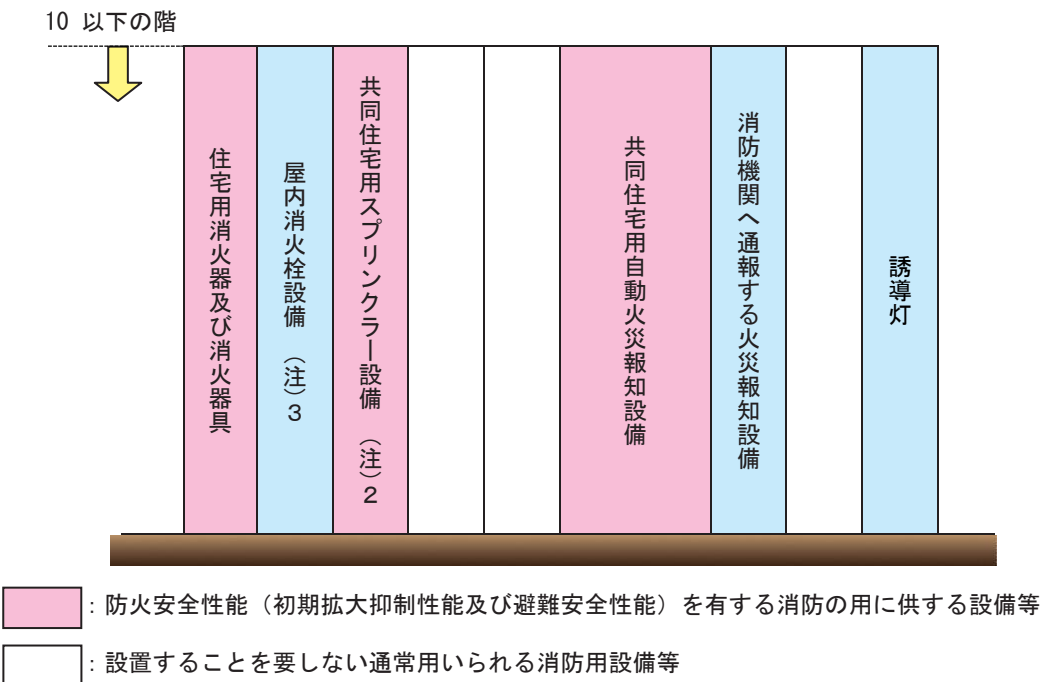 10 以下の階
住宅用消火器及び消火器具
屋内消火栓設備 （注）３
共同住宅用スプリンクラー設備 （注）２
共同住宅用自動火災報知設備
消防機関へ通報する火災報知設備
誘導灯
：防火安全性能（初期拡大抑制性能及び避難安全性能）を有する消防の用に供する設備等
：設置することを要しない通常用いられる消防用設備等